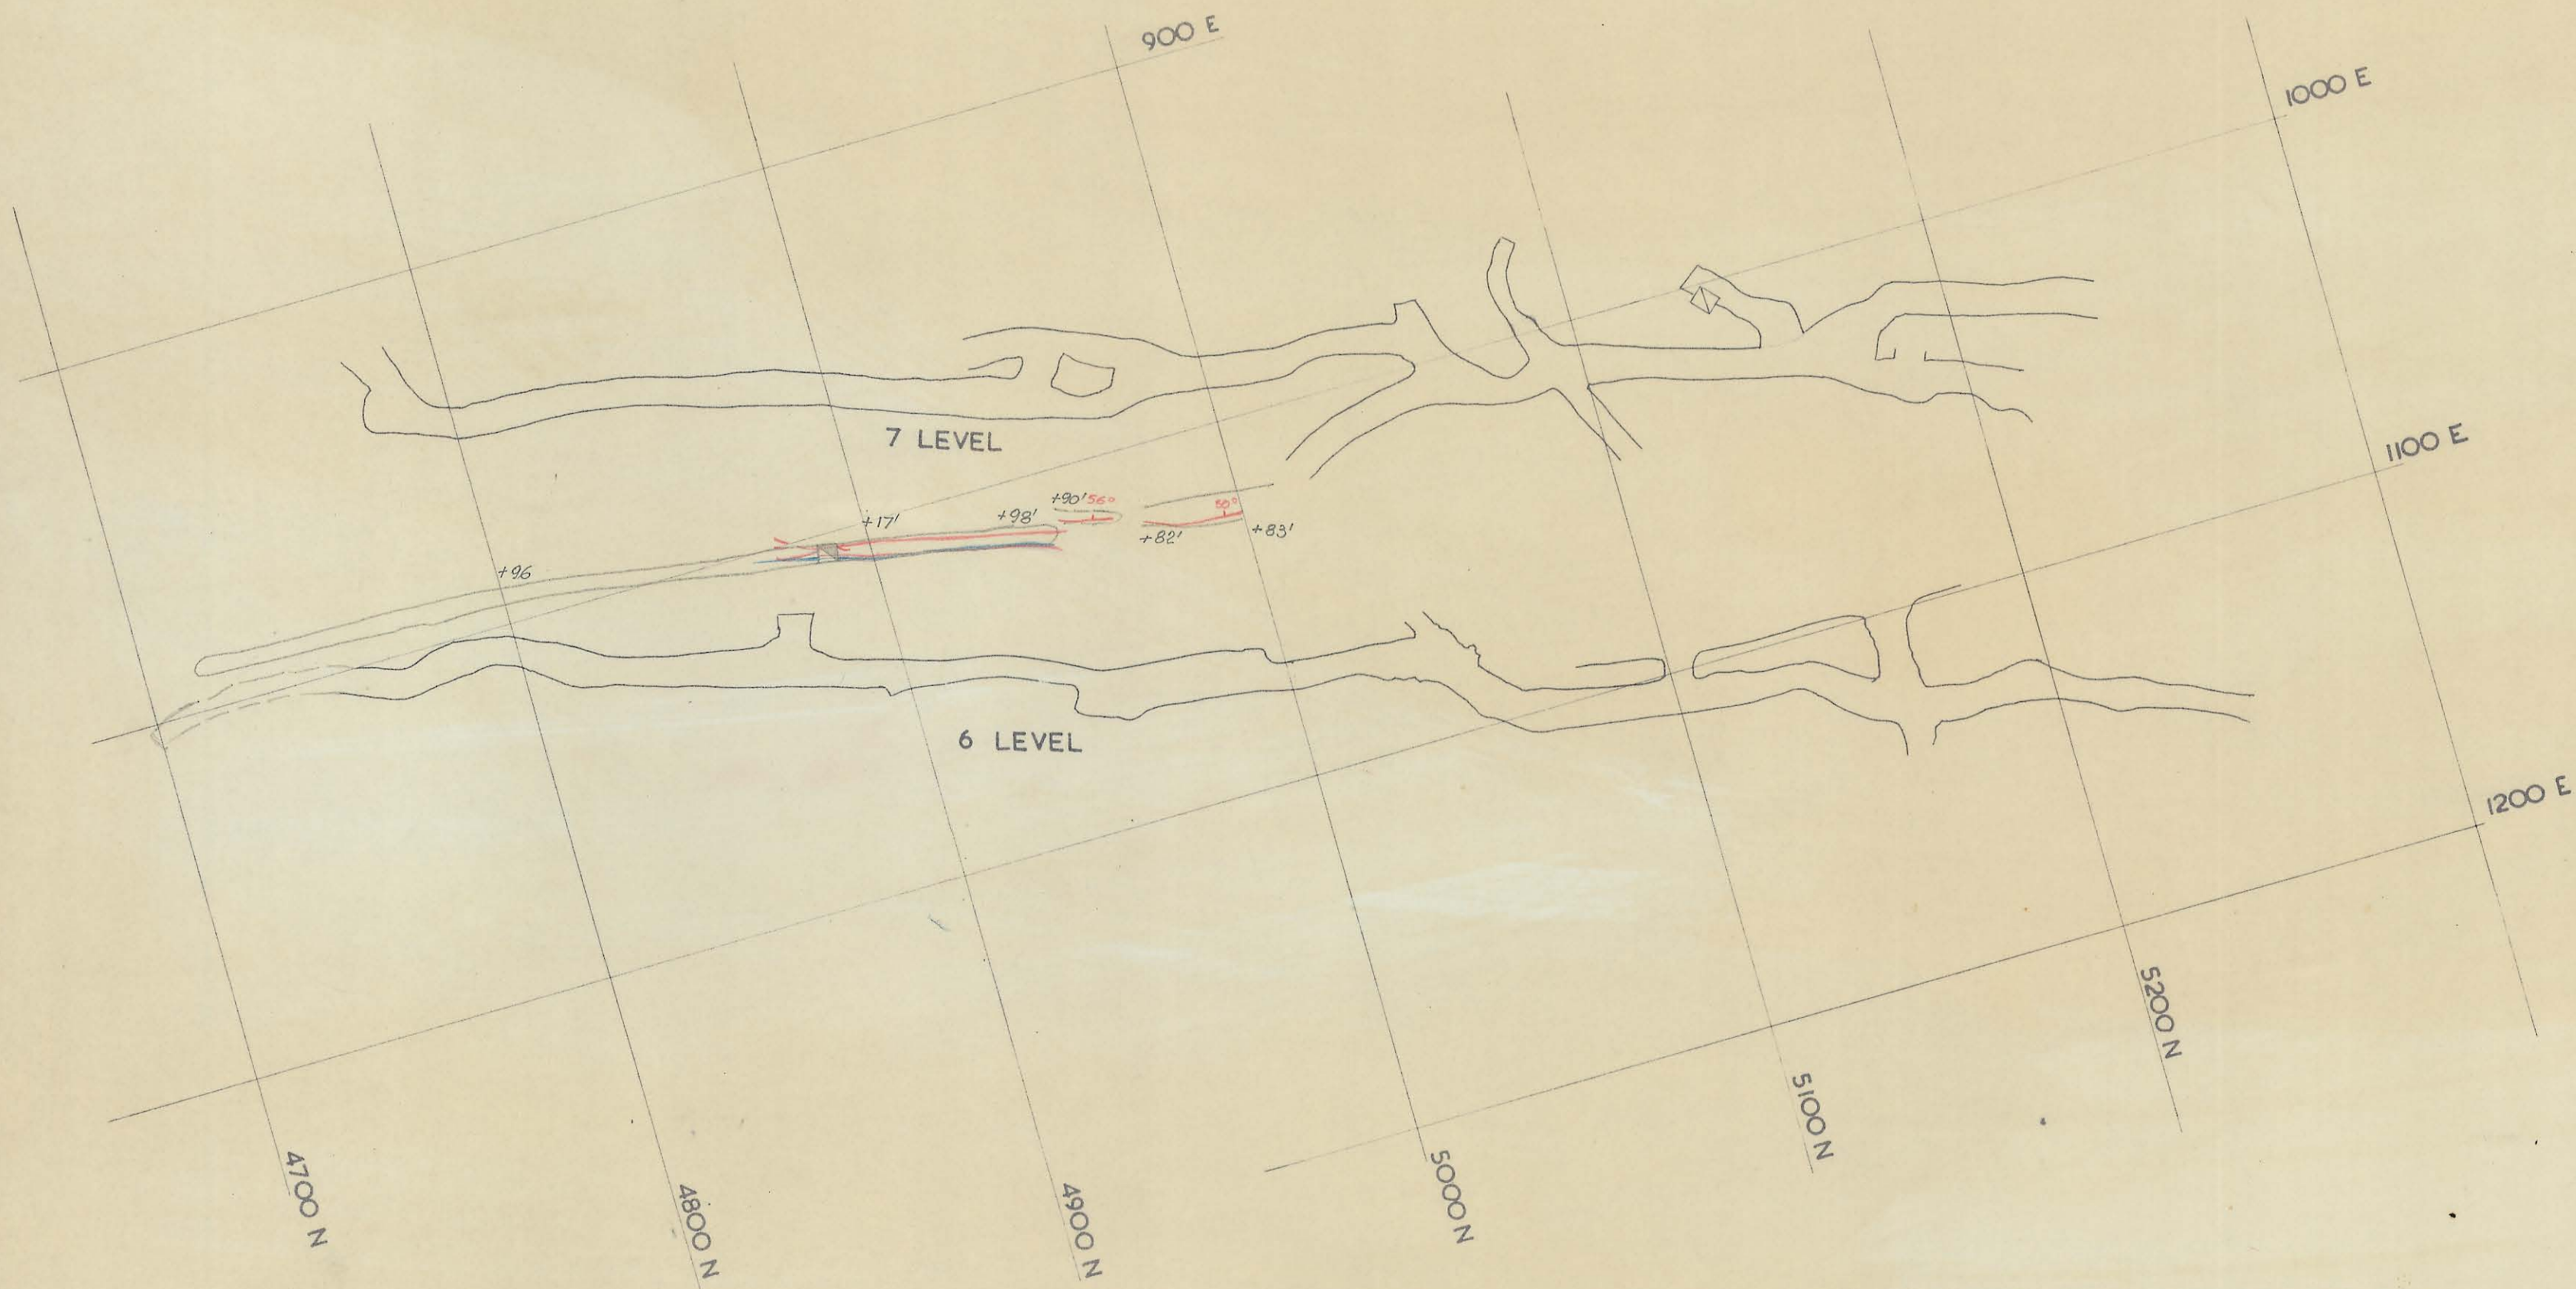 900 E
1000 E
1100 E
7 LEVEL
+90' 56°
+98'
+17'
50°
+82'
+83'
+96
6 LEVEL
1200 E
4700 N
4800 N
4900 N
5000 N
5100 N
5200 N